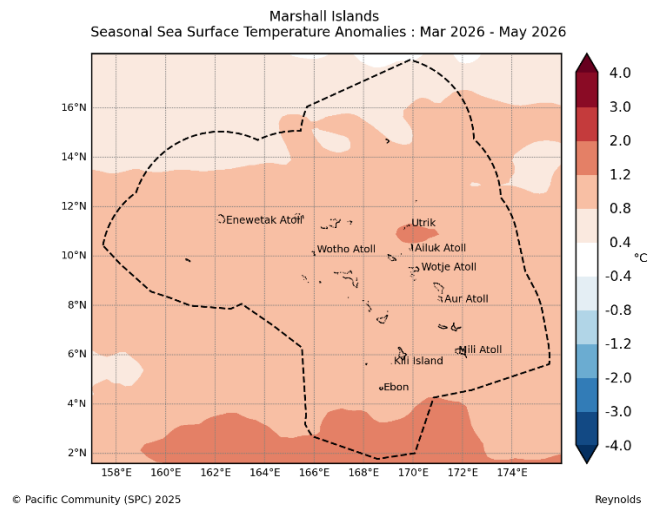 Marshall Islands
Seasonal Sea Surface Temperature Anomalies : Mar 2026 - May 2026
16°N
14°N
12°N
10°N
8°N
6°N
4°N
2°N
158°E 160°E 162°E 164°E 166°E 168°E 170°E 172°E 174°E
Enewetak Atoll
Utrik
Wotho Atoll
Ailuk Atoll
Wotje Atoll
Aur Atoll
Mili Atoll
Kili Island
Ebon
4.0
3.0
2.0
1.2
0.8
0.4
°C
-0.4
-0.8
-1.2
-2.0
-3.0
-4.0
© Pacific Community (SPC) 2025
Reynolds